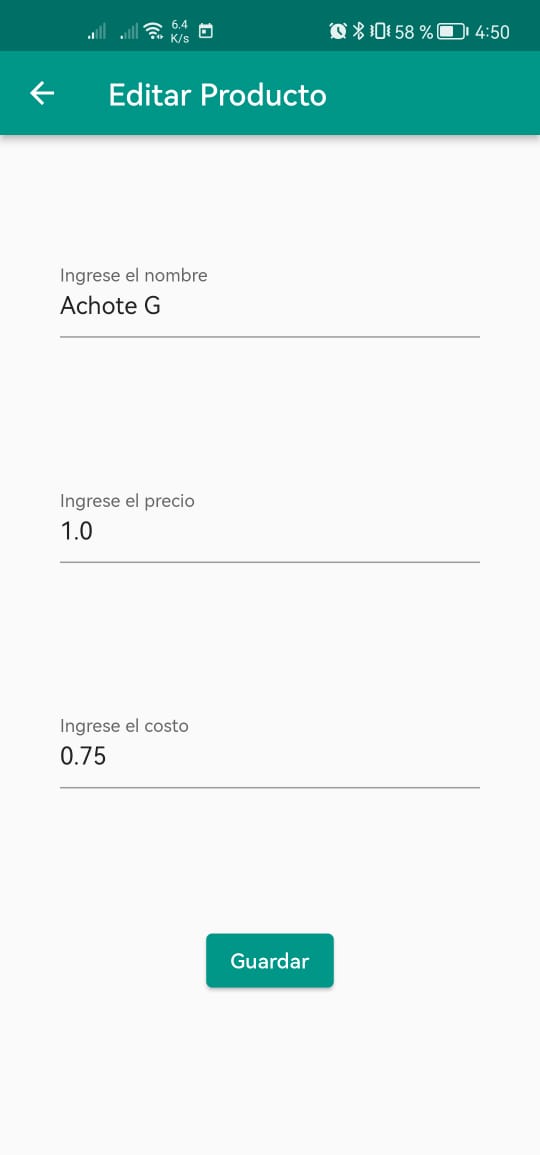 6.4
K/s
58 %
4:50
Editar Producto
Ingrese el nombre
Achote G
Ingrese el precio
1.0
Ingrese el costo
0.75
Guardar